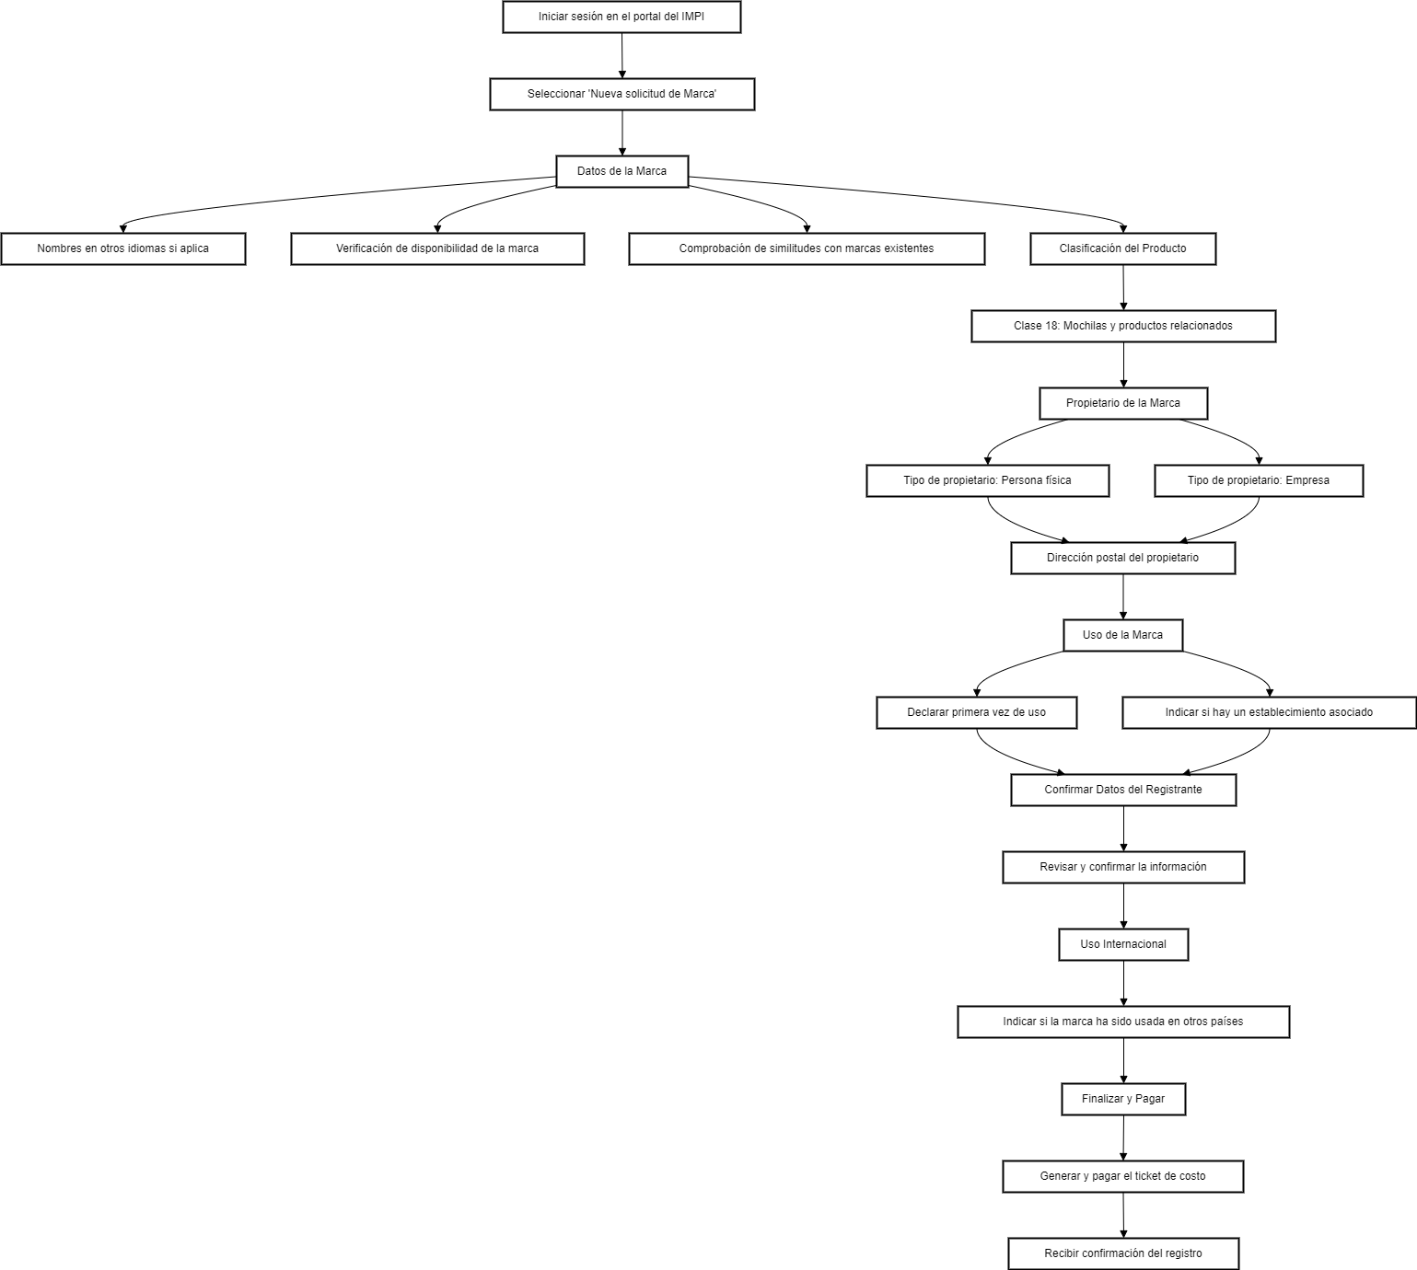 Iniciar sesión en el portal del IMPI
Seleccionar 'Nueva solicitud de Marca'
Datos de la Marca
Nombres en otros idiomas si aplica
Verificación de disponibilidad de la marca
Comprobación de similitudes con marcas existentes
Clasificación del Producto
Clase 18: Mochilas y productos relacionados
Propietario de la Marca
Tipo de propietario: Persona física
Tipo de propietario: Empresa
Dirección postal del propietario
Uso de la Marca
Declarar primera vez de uso
Indicar si hay un establecimiento asociado
Confirmar Datos del Registrante
Revisar y confirmar la información
Uso Internacional
Indicar si la marca ha sido usada en otros países
Finalizar y Pagar
Generar y pagar el ticket de costo
Recibir confirmación del registro